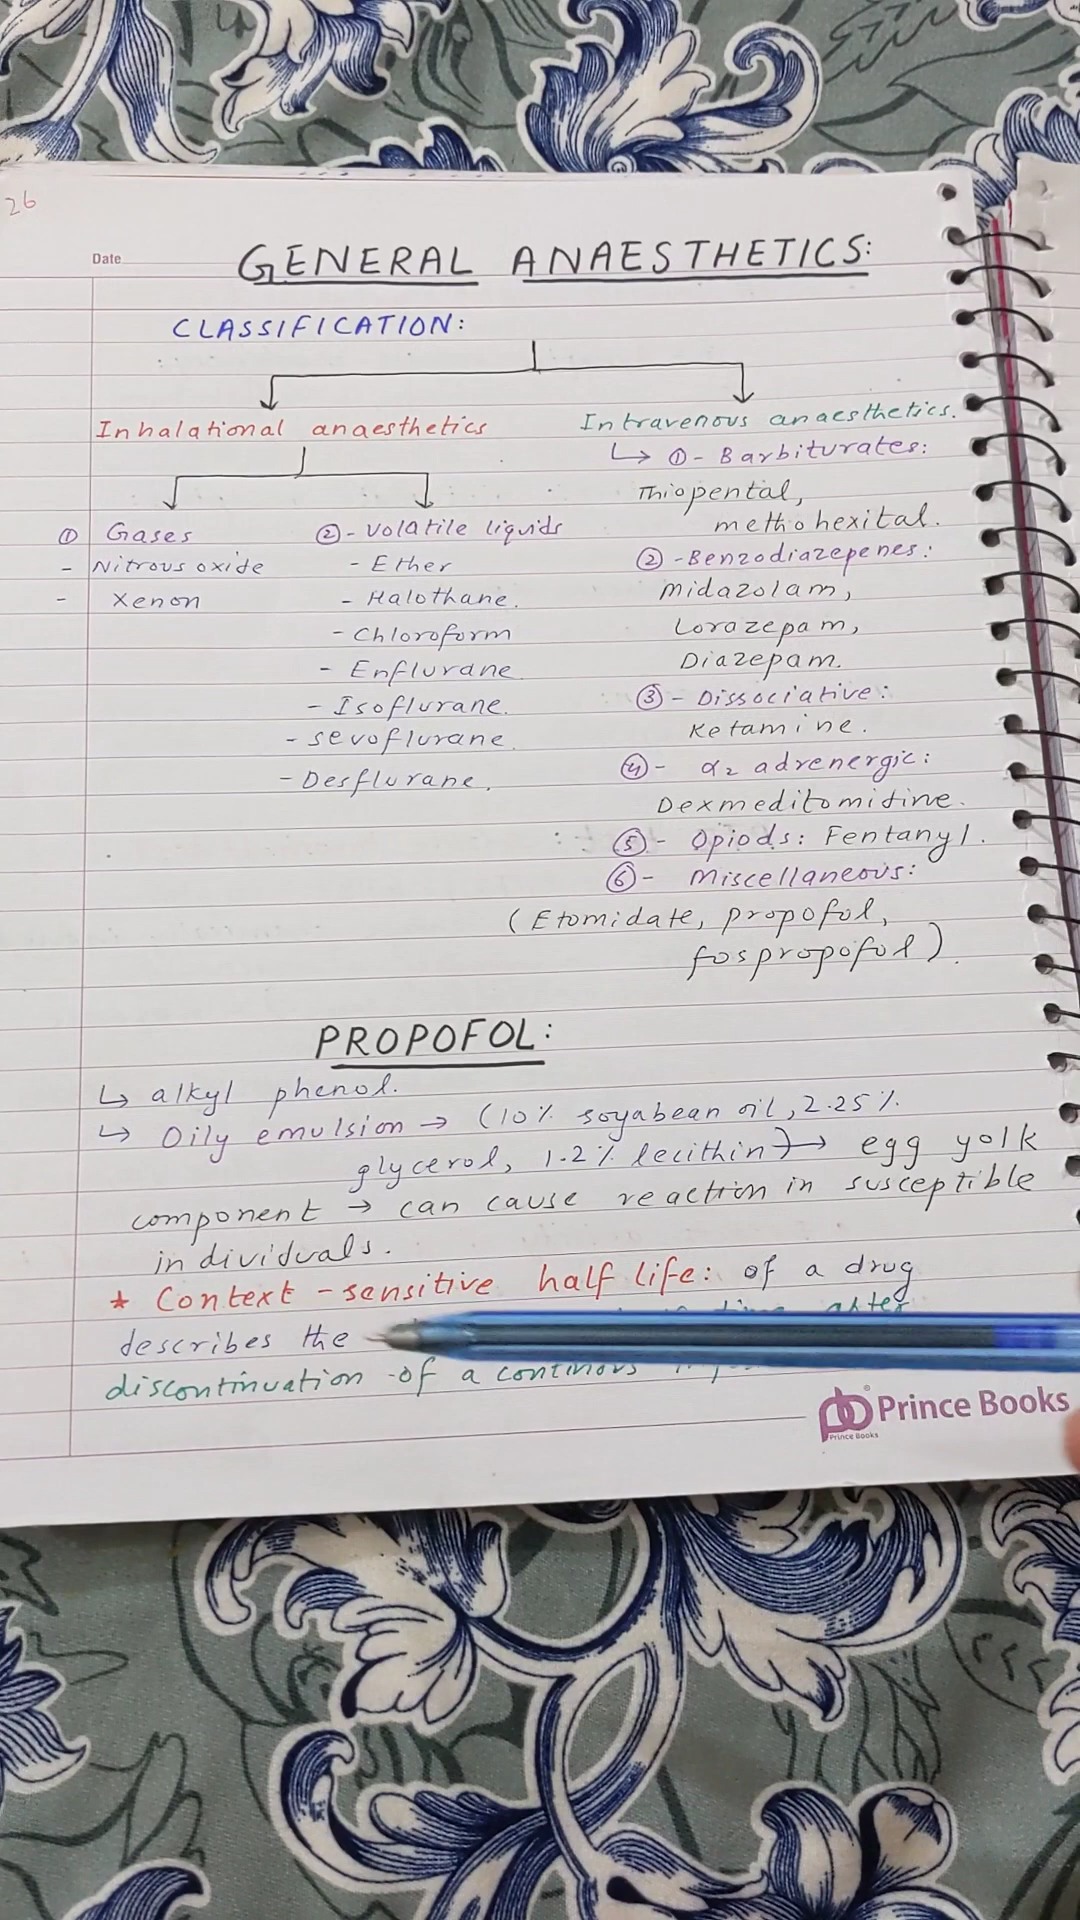 26
Date
GENERAL ANAESTHETICS:
CLASSIFICATION:
Inhalational anaesthetics
① Gases
- Nitrous oxide
- Xenon
②- Volatile liquids
- Ether
- Halothane.
- Chloroform
- Enflurane
- Isoflurane.
- sevoflurane.
- Desflurane.
Intravenous anaesthetics.
↳ ①- Barbiturates:
Thiopental,
methohexital.
②-Benzodiazepenes:
midazolam,
Lorazepam,
Diazepam.
③- Dissociative:
Ketamine.
④- α₂ adrenergic:
Dexmeditomidine.
⑤- Opiods: Fentanyl.
⑥- Miscellaneous:
(Etomidate, propofol,
fospropofol).
PROPOFOL:
↳ alkyl phenol.
↳ Oily emulsion → (10% soyabean oil, 2.25%
glycerol, 1.2% lecithin) → egg yolk
component → can cause reaction in susceptible
individuals.
* Context-sensitive half life: of a drug
describes the after
discontinuation of a continous
Prince Books
Prince Books